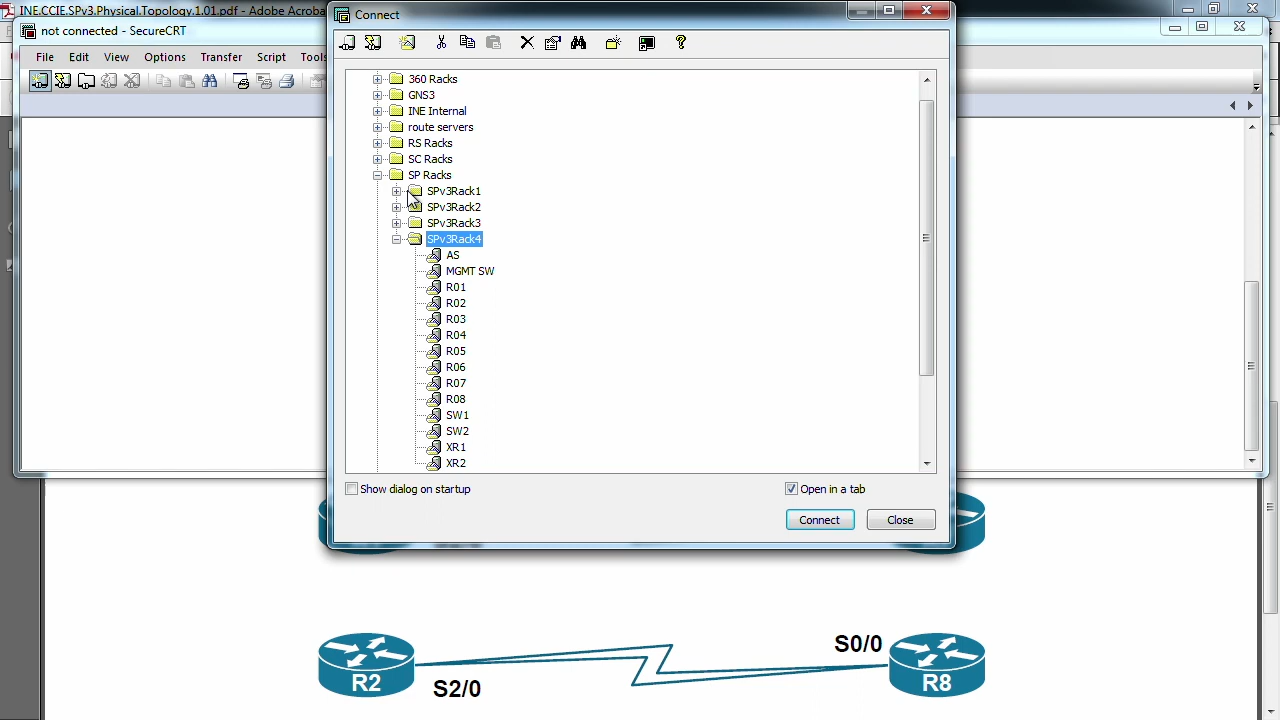 INE.CCIE.SPv3.Physical.Topology.1.01.pdf - Adobe Acroba
Connect
not connected - SecureCRT
File Edit View Options Transfer Script Tools
360 Racks
GNS3
INE Internal
route servers
RS Racks
SC Racks
SP Racks
SPv3Rack1
SPv3Rack2
SPv3Rack3
SPv3Rack4
AS
MGMT SW
R01
R02
R03
R04
R05
R06
R07
R08
SW1
SW2
XR1
XR2
Show dialog on startup
Open in a tab
Connect
Close
S0/0
R2
S2/0
R8